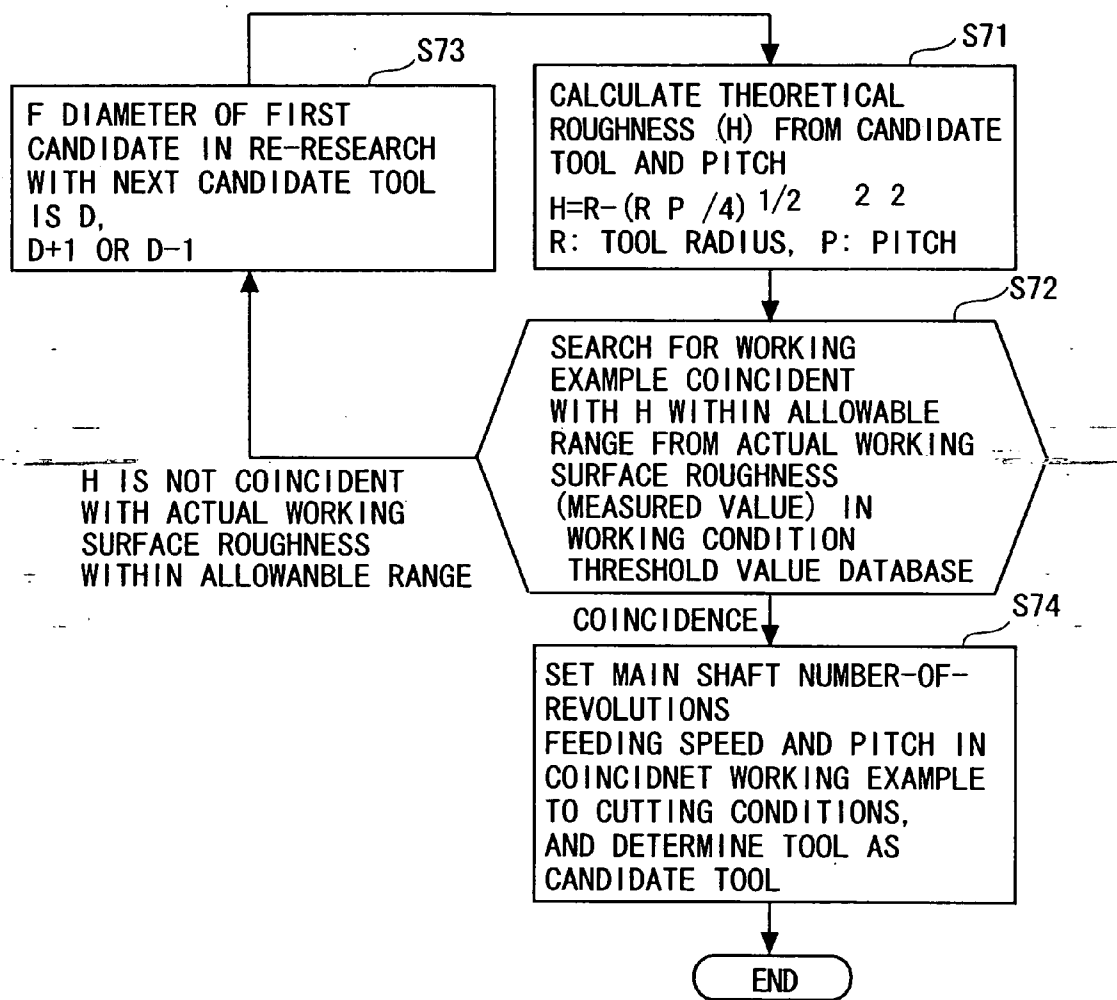 S73
F DIAMETER OF FIRST
CANDIDATE IN RE-RESEARCH
WITH NEXT CANDIDATE TOOL
IS D,
D+1 OR D-1
S71
CALCULATE THEORETICAL
ROUGHNESS (H) FROM CANDIDATE
TOOL AND PITCH
H=R-(R P /4) 1/2 2 2
R: TOOL RADIUS, P: PITCH
S72
SEARCH FOR WORKING
EXAMPLE COINCIDENT
WITH H WITHIN ALLOWABLE
RANGE FROM ACTUAL WORKING
SURFACE ROUGHNESS
(MEASURED VALUE) IN
WORKING CONDITION
THRESHOLD VALUE DATABASE
H IS NOT COINCIDENT
WITH ACTUAL WORKING
SURFACE ROUGHNESS
WITHIN ALLOWANBLE RANGE
COINCIDENCE
S74
SET MAIN SHAFT NUMBER-OF-
REVOLUTIONS
FEEDING SPEED AND PITCH IN
COINCIDNET WORKING EXAMPLE
TO CUTTING CONDITIONS,
AND DETERMINE TOOL AS
CANDIDATE TOOL
END